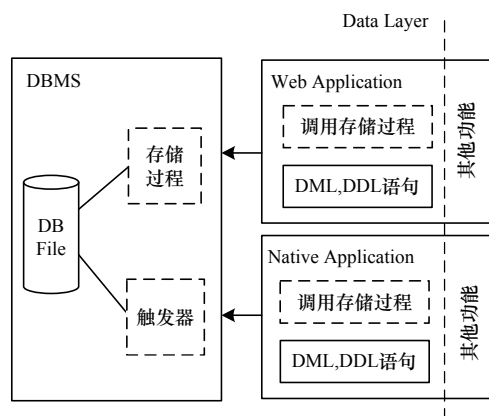 Data Layer
DBMS
存储
过程
DB
File
触发器
Web Application
调用存储过程
DML,DDL语句
其他功能
Native Application
调用存储过程
DML,DDL语句
其他功能